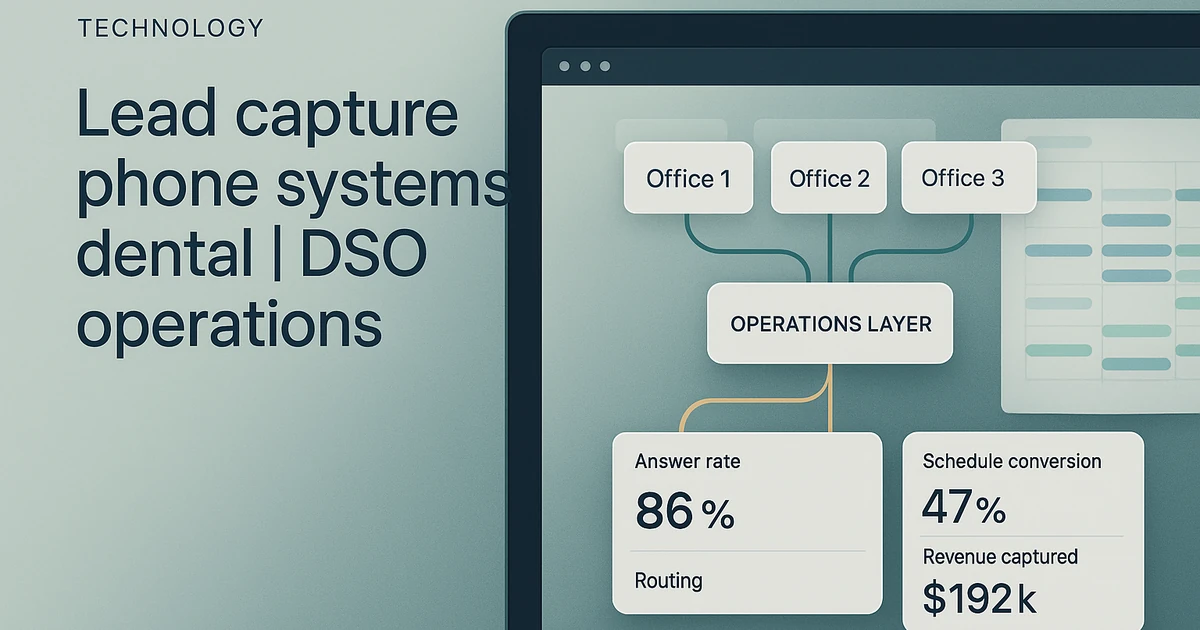 TECHNOLOGY
Lead capture
phone systems
dental | DSO
operations
Office 1
Office 2
Office 3
OPERATIONS LAYER
Answer rate
86 %
Routing
Schedule conversion
47%
Revenue captured
$192k